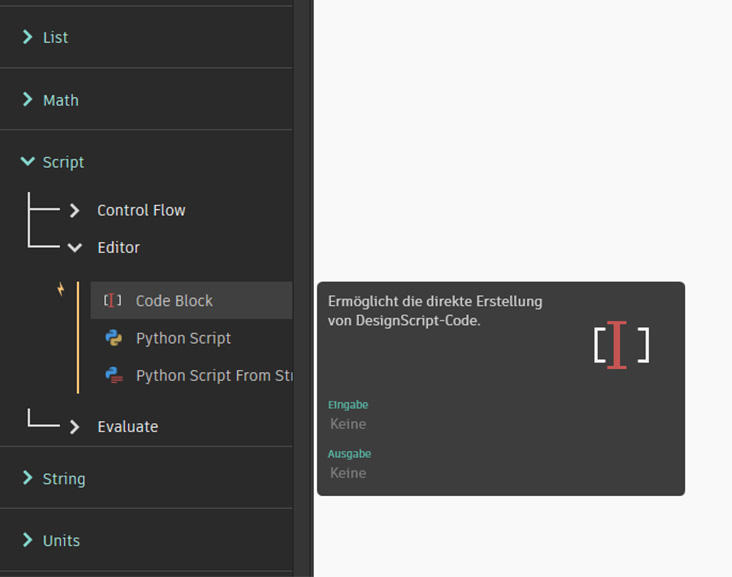 List
Math
Script
Control Flow
Editor
Code Block
Python Script
Python Script From Str
Evaluate
String
Units
Ermöglicht die direkte Erstellung
von DesignScript-Code.
Eingabe
Keine
Ausgabe
Keine